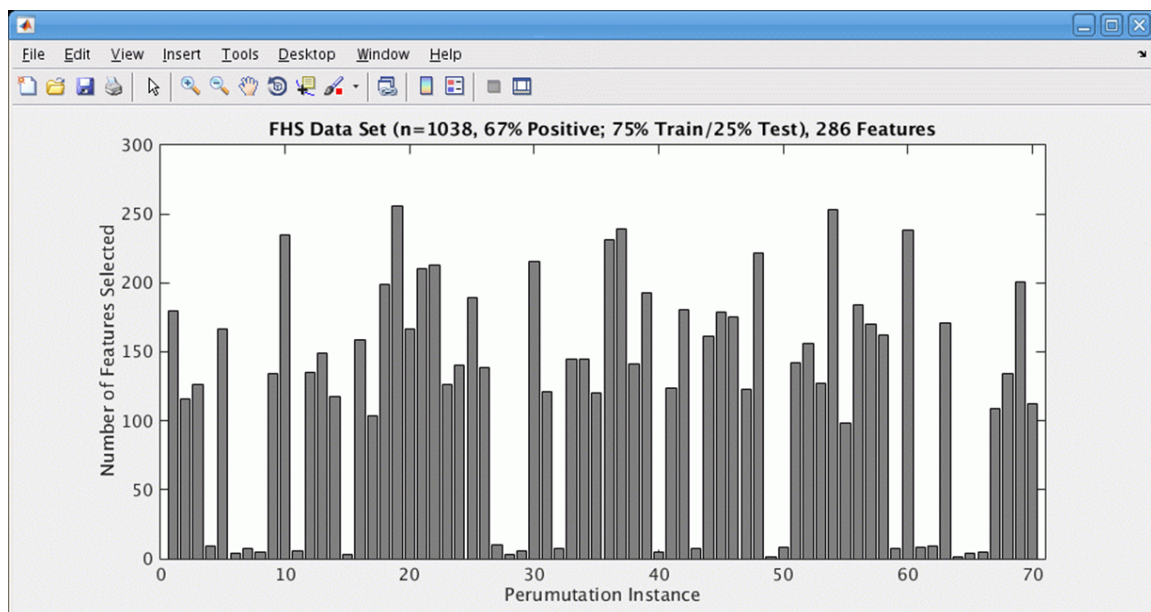 File Edit View Insert Tools Desktop Window Help
FHS Data Set (n=1038, 67% Positive; 75% Train/25% Test), 286 Features
Number of Features Selected
300
250
200
150
100
50
0
0 10 20 30 40 50 60 70
Perumutation Instance